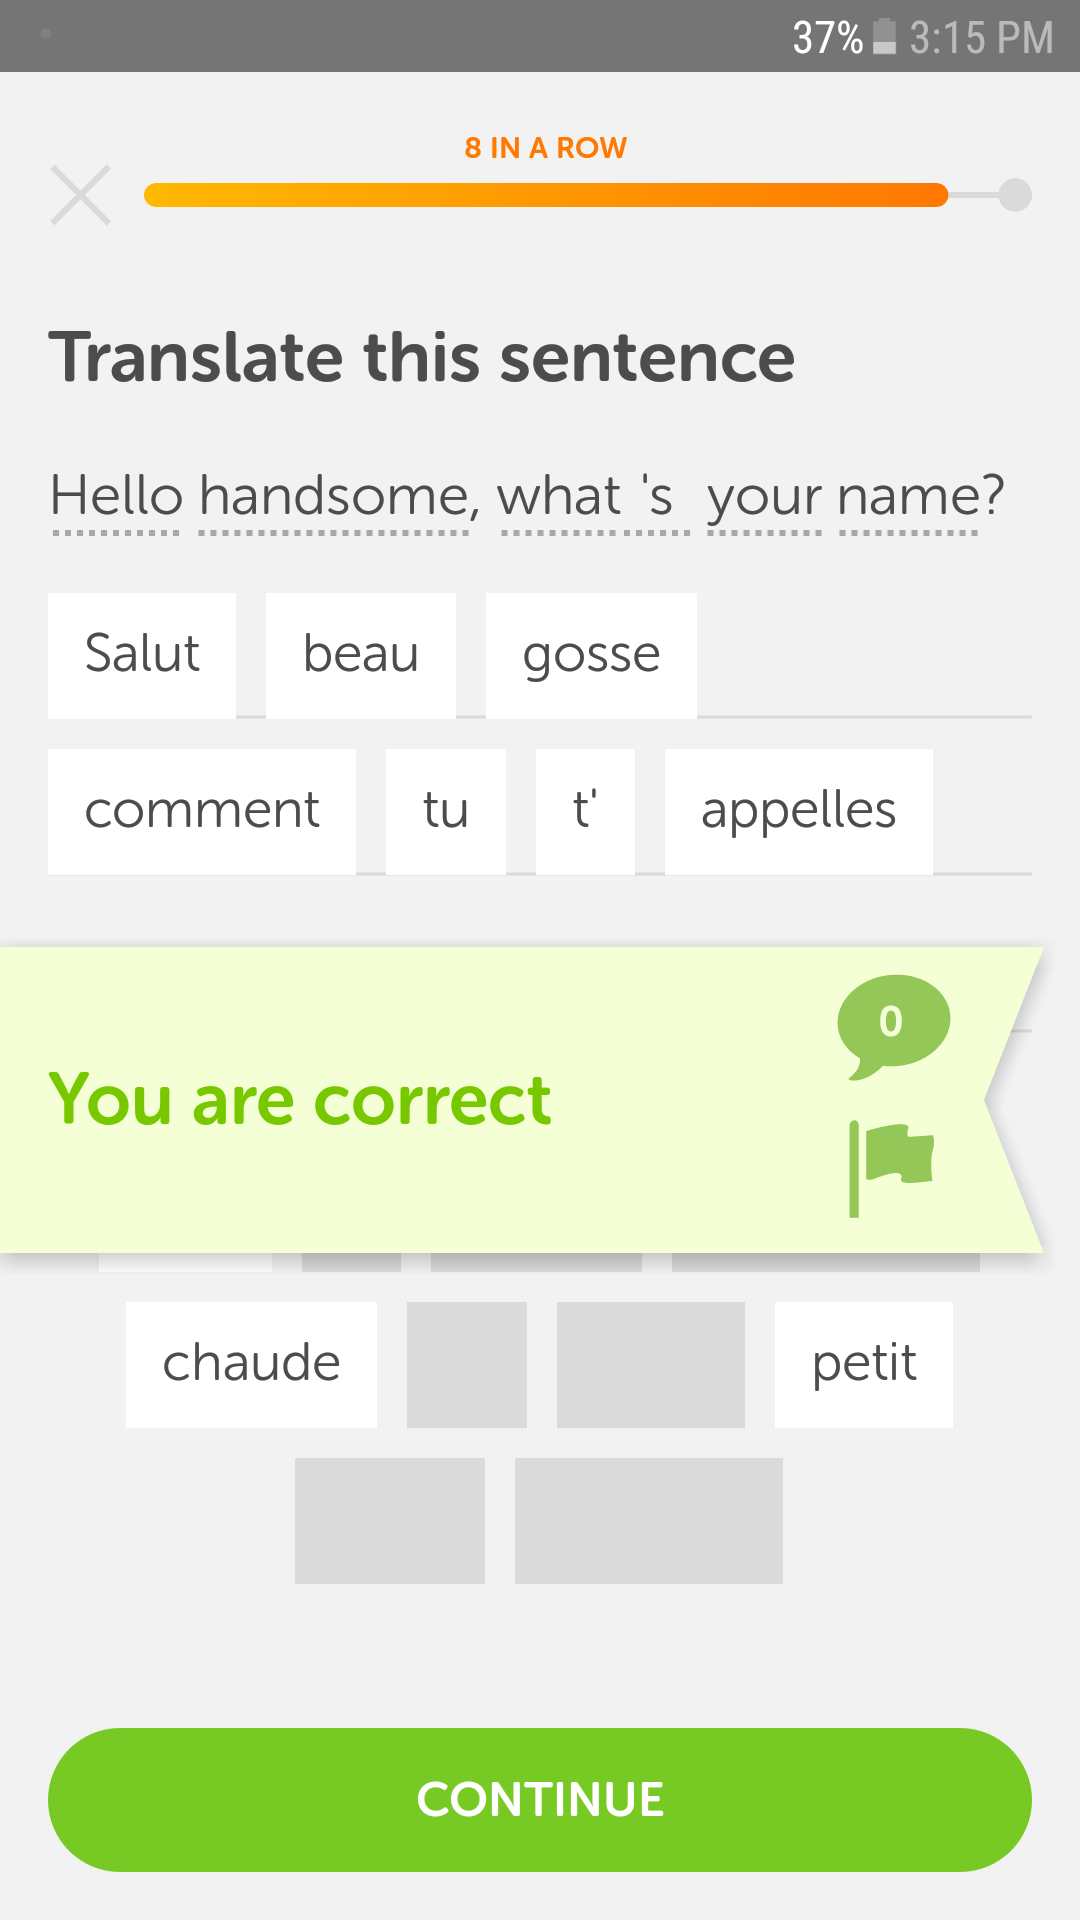 37% 3:15 PM
8 IN A ROW
Translate this sentence
Hello handsome, what 's your name?
Salut beau gosse
comment tu t' appelles
0
You are correct
chaude petit
CONTINUE